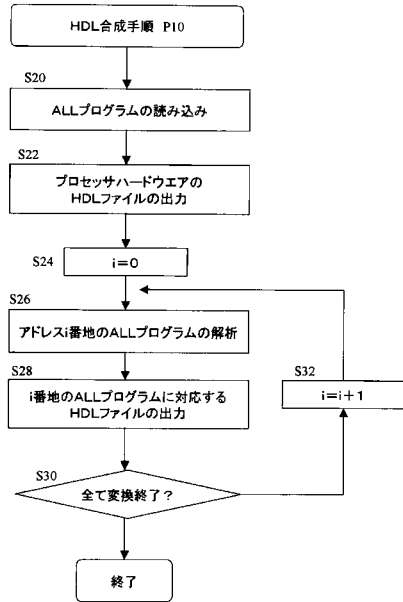 HDL合成手順 P10
S20
ALLプログラムの読み込み
S22
プロセッサハードウエアの
HDLファイルの出力
S24
i=0
S26
アドレスi番地のALLプログラムの解析
S28
i番地のALLプログラムに対応する
HDLファイルの出力
S32
i=i+1
S30
全て変換終了?
終了